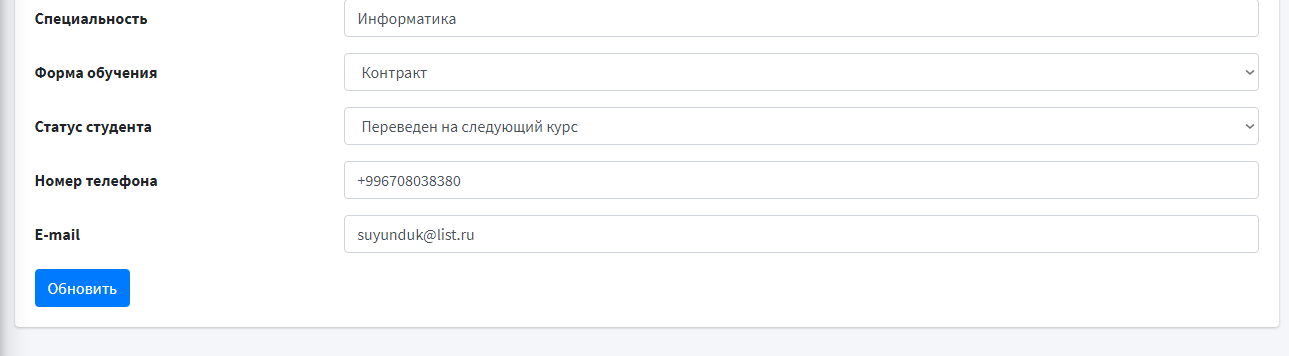 Специальность Информатика
Форма обучения Контракт
Статус студента Переведен на следующий курс
Номер телефона +996708038380
E-mail suyunduk@list.ru
Обновить